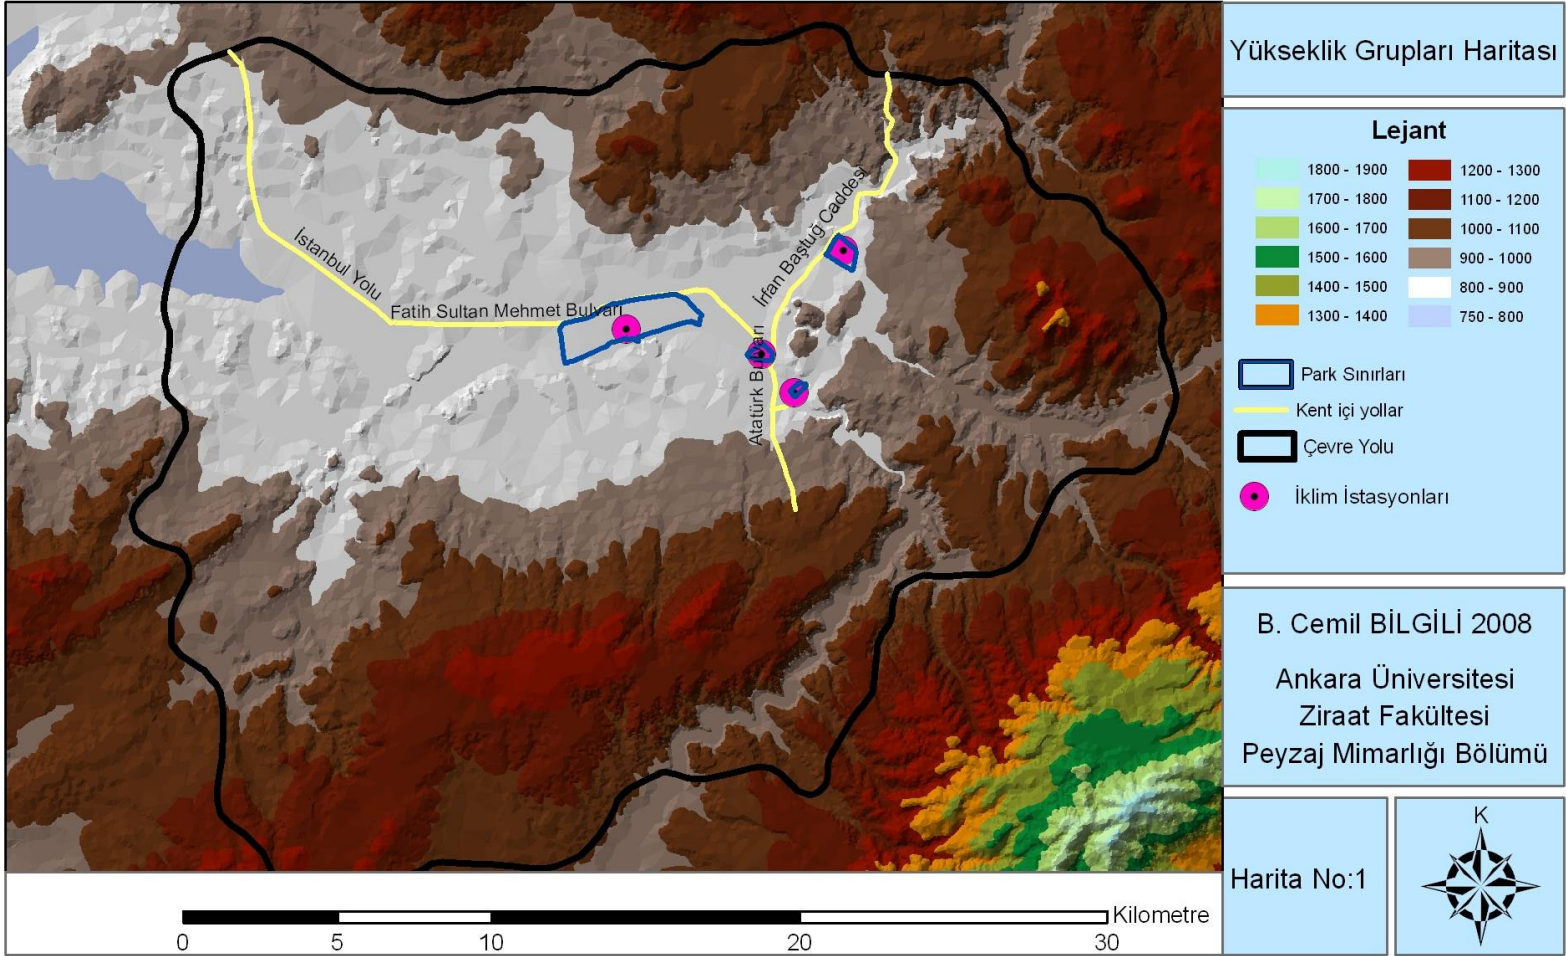 Yükseklik Grupları Haritası
Lejant
1800 - 1900
1700 - 1800
1600 - 1700
1500 - 1600
1400 - 1500
1300 - 1400
1200 - 1300
1100 - 1200
1000 - 1100
900 - 1000
800 - 900
750 - 800
Park Sınırları
Kent içi yollar
Çevre Yolu
İklim İstasyonları
B. Cemil BİLGİLİ 2008
Ankara Üniversitesi
Ziraat Fakültesi
Peyzaj Mimarlığı Bölümü
Harita No:1
K
İstanbul Yolu
Fatih Sultan Mehmet Bulvarı
İrfan Baştuğ Caddesi
Atatürk Bulvarı
Kilometre
0 5 10 20 30